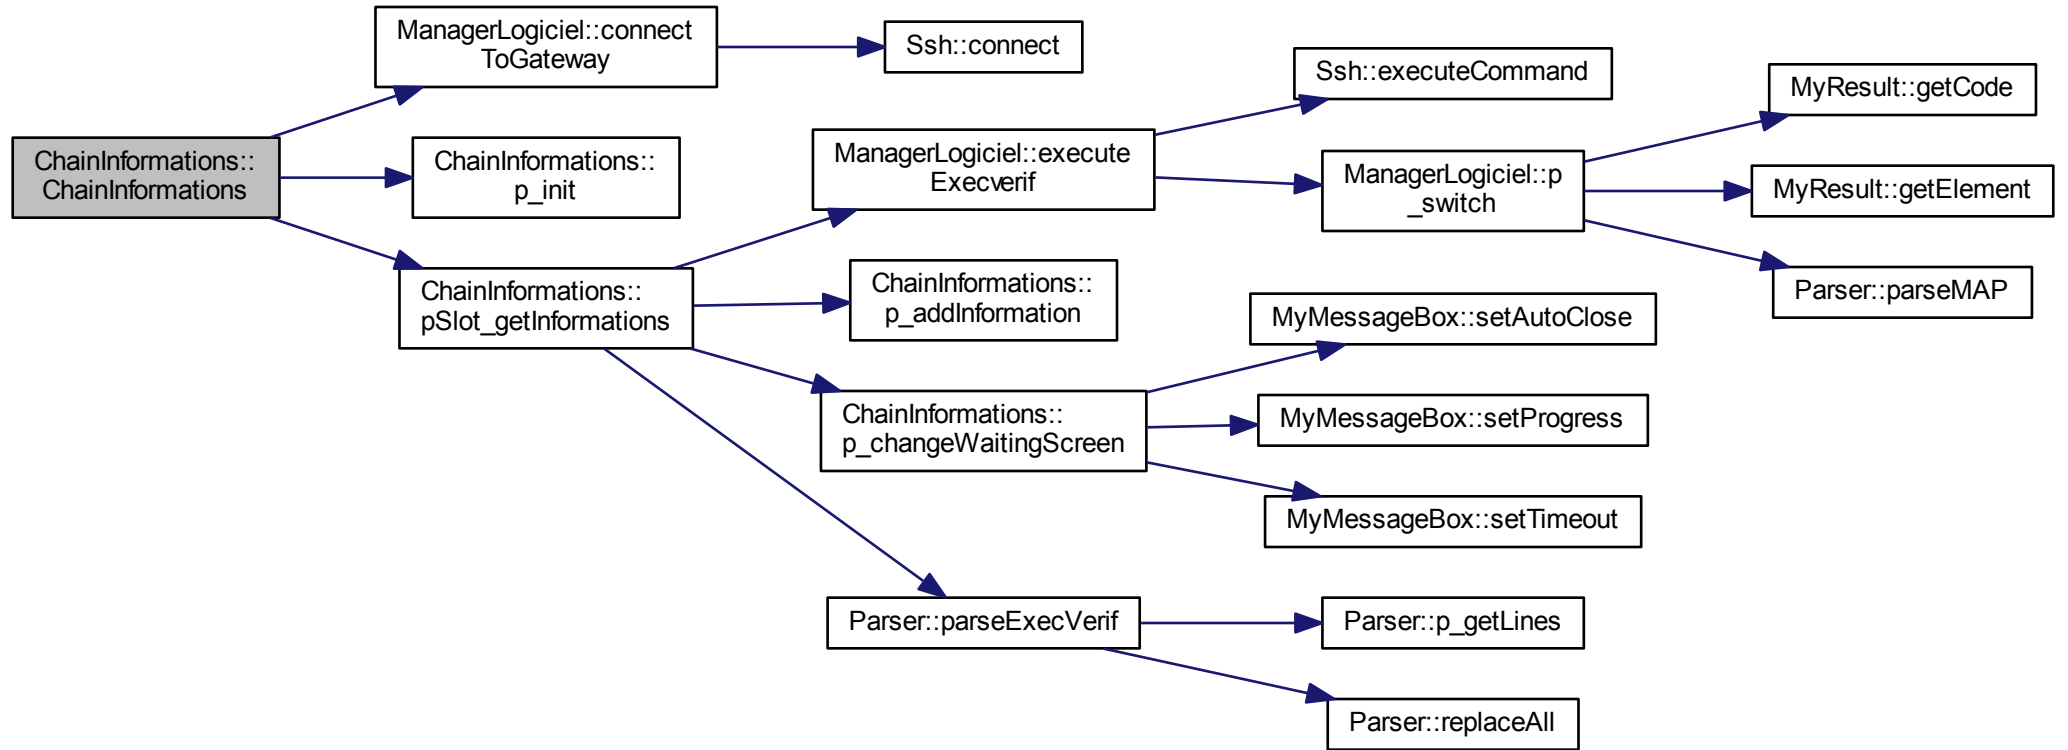 ManagerLogiciel::connect
ToGateway
Ssh::connect
ChainInformations::
ChainInformations
ChainInformations::
p_init
ChainInformations::
pSlot_getInformations
ManagerLogiciel::execute
Execverif
Ssh::executeCommand
ManagerLogiciel::p
_switch
MyResult::getCode
MyResult::getElement
Parser::parseMAP
ChainInformations::
p_addInformation
ChainInformations::
p_changeWaitingScreen
MyMessageBox::setAutoClose
MyMessageBox::setProgress
MyMessageBox::setTimeout
Parser::parseExecVerif
Parser::p_getLines
Parser::replaceAll